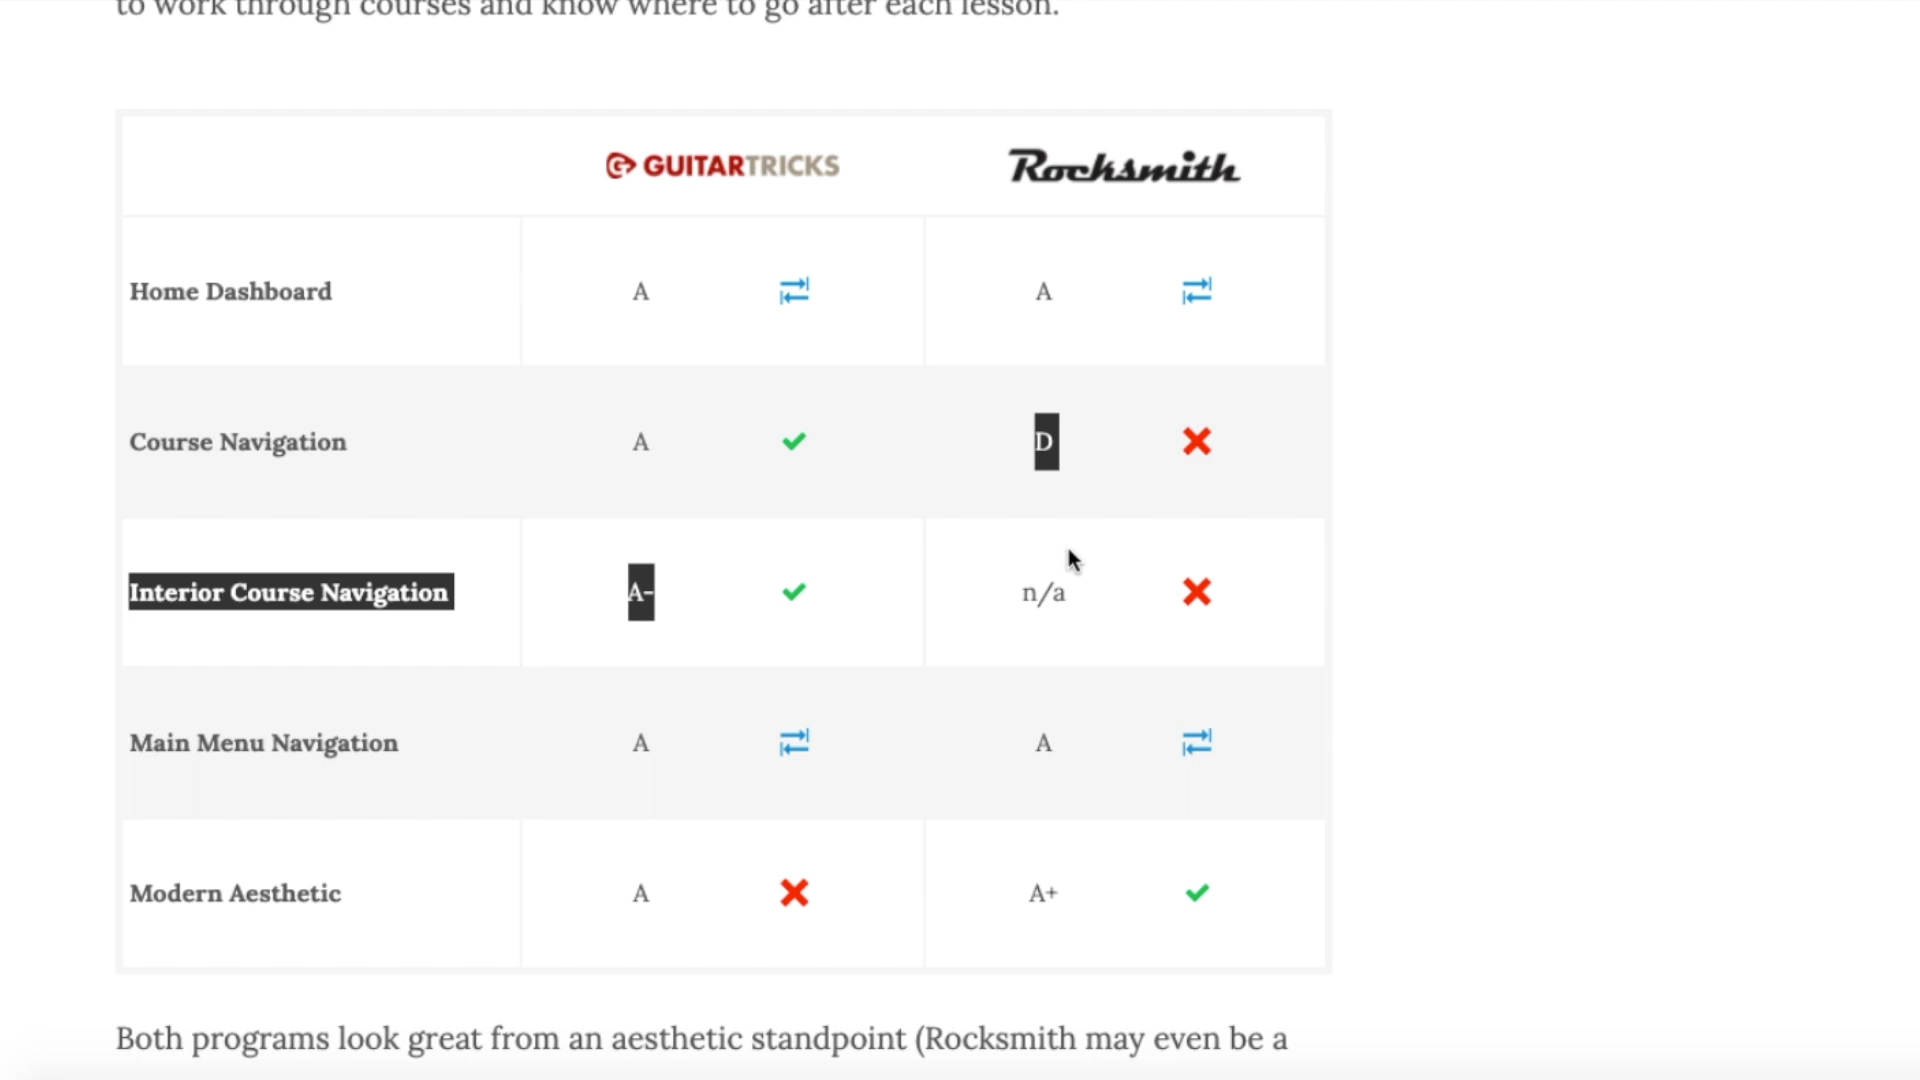 to work through courses and know where to go after each lesson.
GUITARTRICKS Rocksmith
Home Dashboard A A
Course Navigation A D
Interior Course Navigation A- n/a
Main Menu Navigation A A
Modern Aesthetic A A+
Both programs look great from an aesthetic standpoint (Rocksmith may even be a